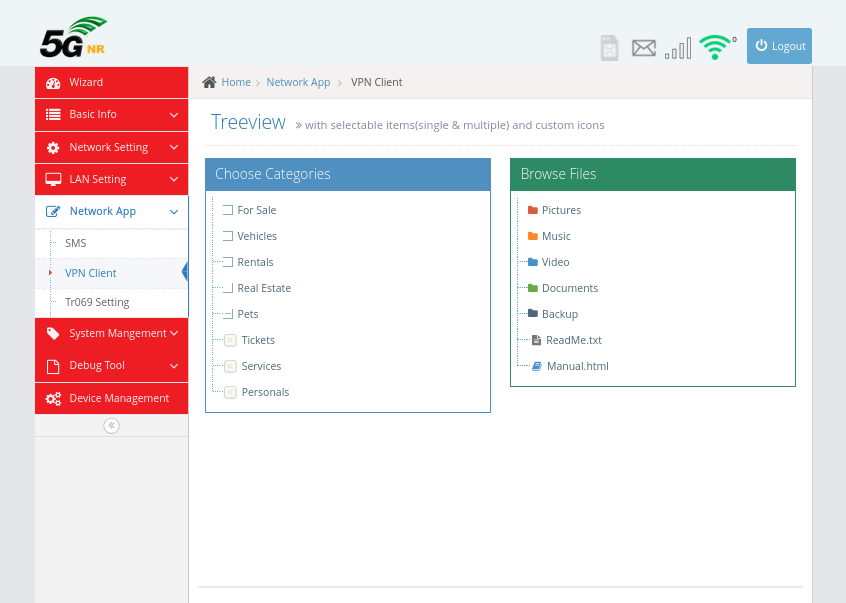 5G NR
0
Logout
Wizard
Basic Info
Network Setting
LAN Setting
Network App
SMS
VPN Client
Tr069 Setting
System Mangement
Debug Tool
Device Management
Home > Network App > VPN Client
Treeview » with selectable items(single & multiple) and custom icons
Choose Categories
For Sale
Vehicles
Rentals
Real Estate
Pets
Tickets
Services
Personals
Browse Files
Pictures
Music
Video
Documents
Backup
ReadMe.txt
Manual.html